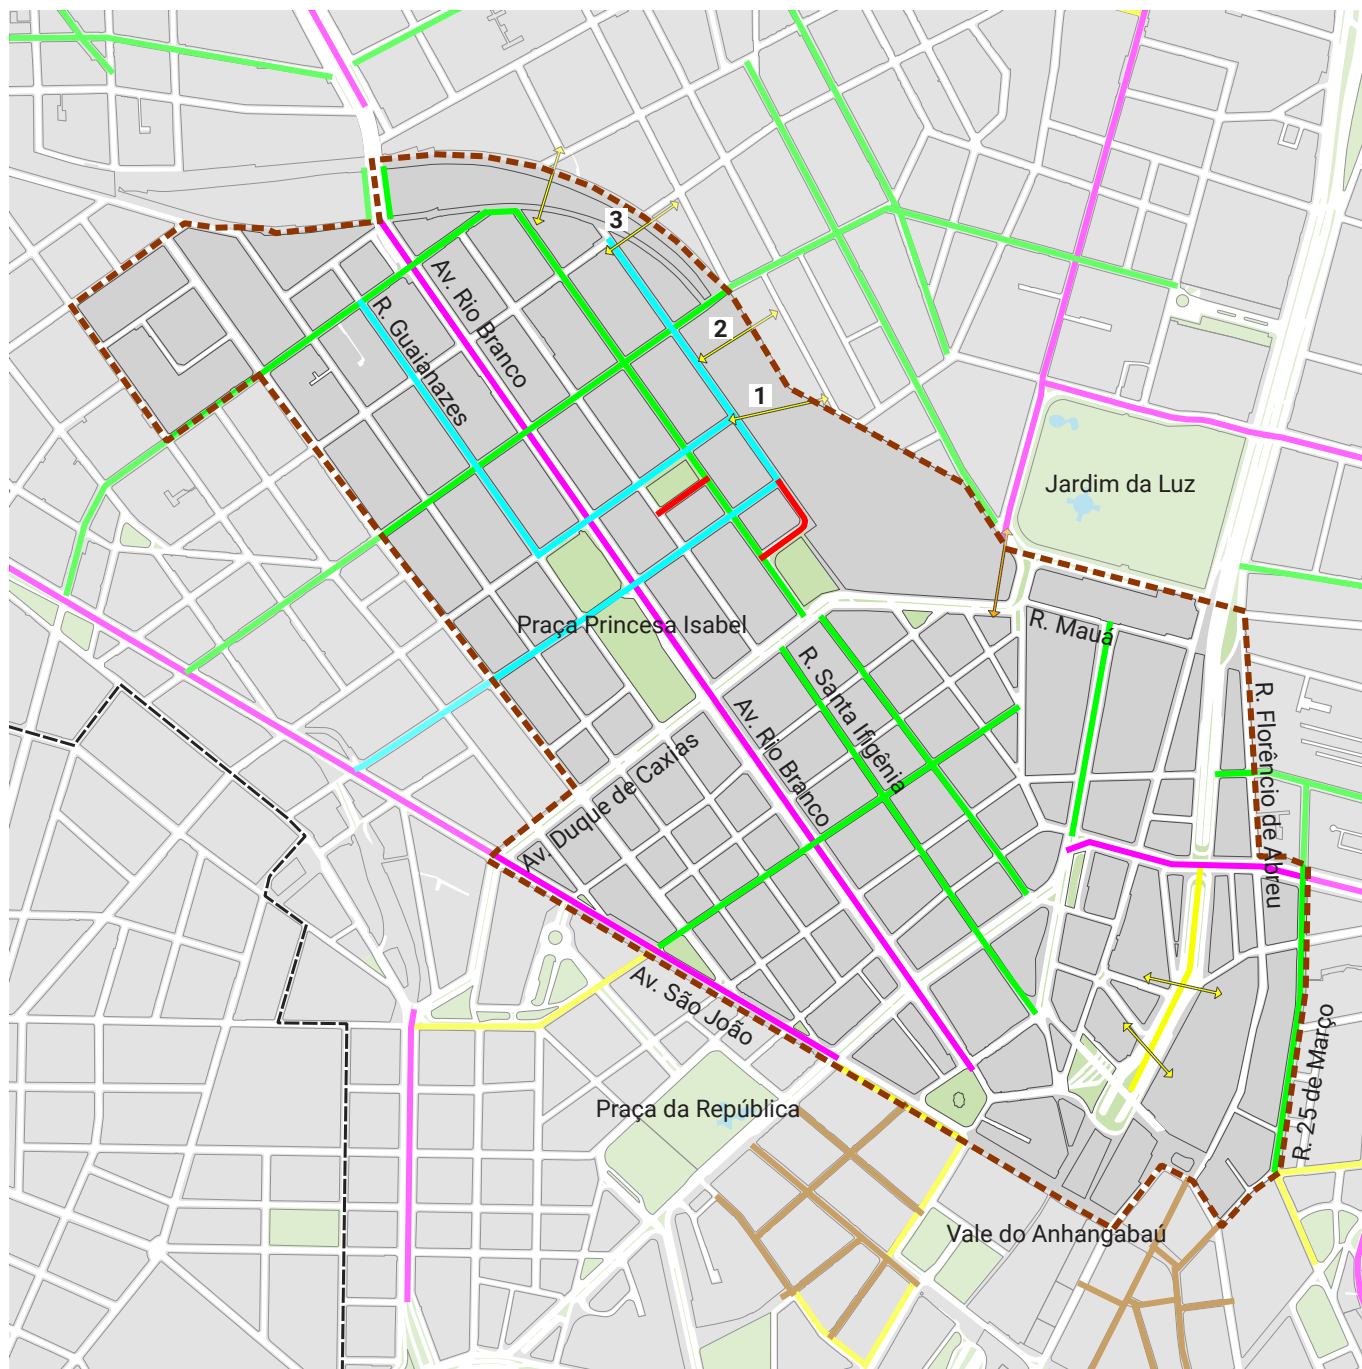 3
Av. Rio Branco
R. Guaianazes
2
1
Jardim da Luz
Praça Princesa Isabel
R. Mauá
R. Santa Ifigênia
Av. Rio Branco
R. Florêncio de Abreu
Av. Duque de Caxias
Av. São João
R. 25 de Março
Praça da República
Vale do Anhangabaú